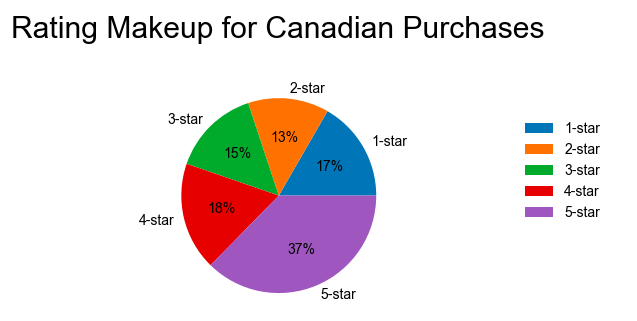 Rating Makeup for Canadian Purchases
2-star
3-star
1-star
13%
15%
17%
18%
4-star
37%
5-star
1-star
2-star
3-star
4-star
5-star